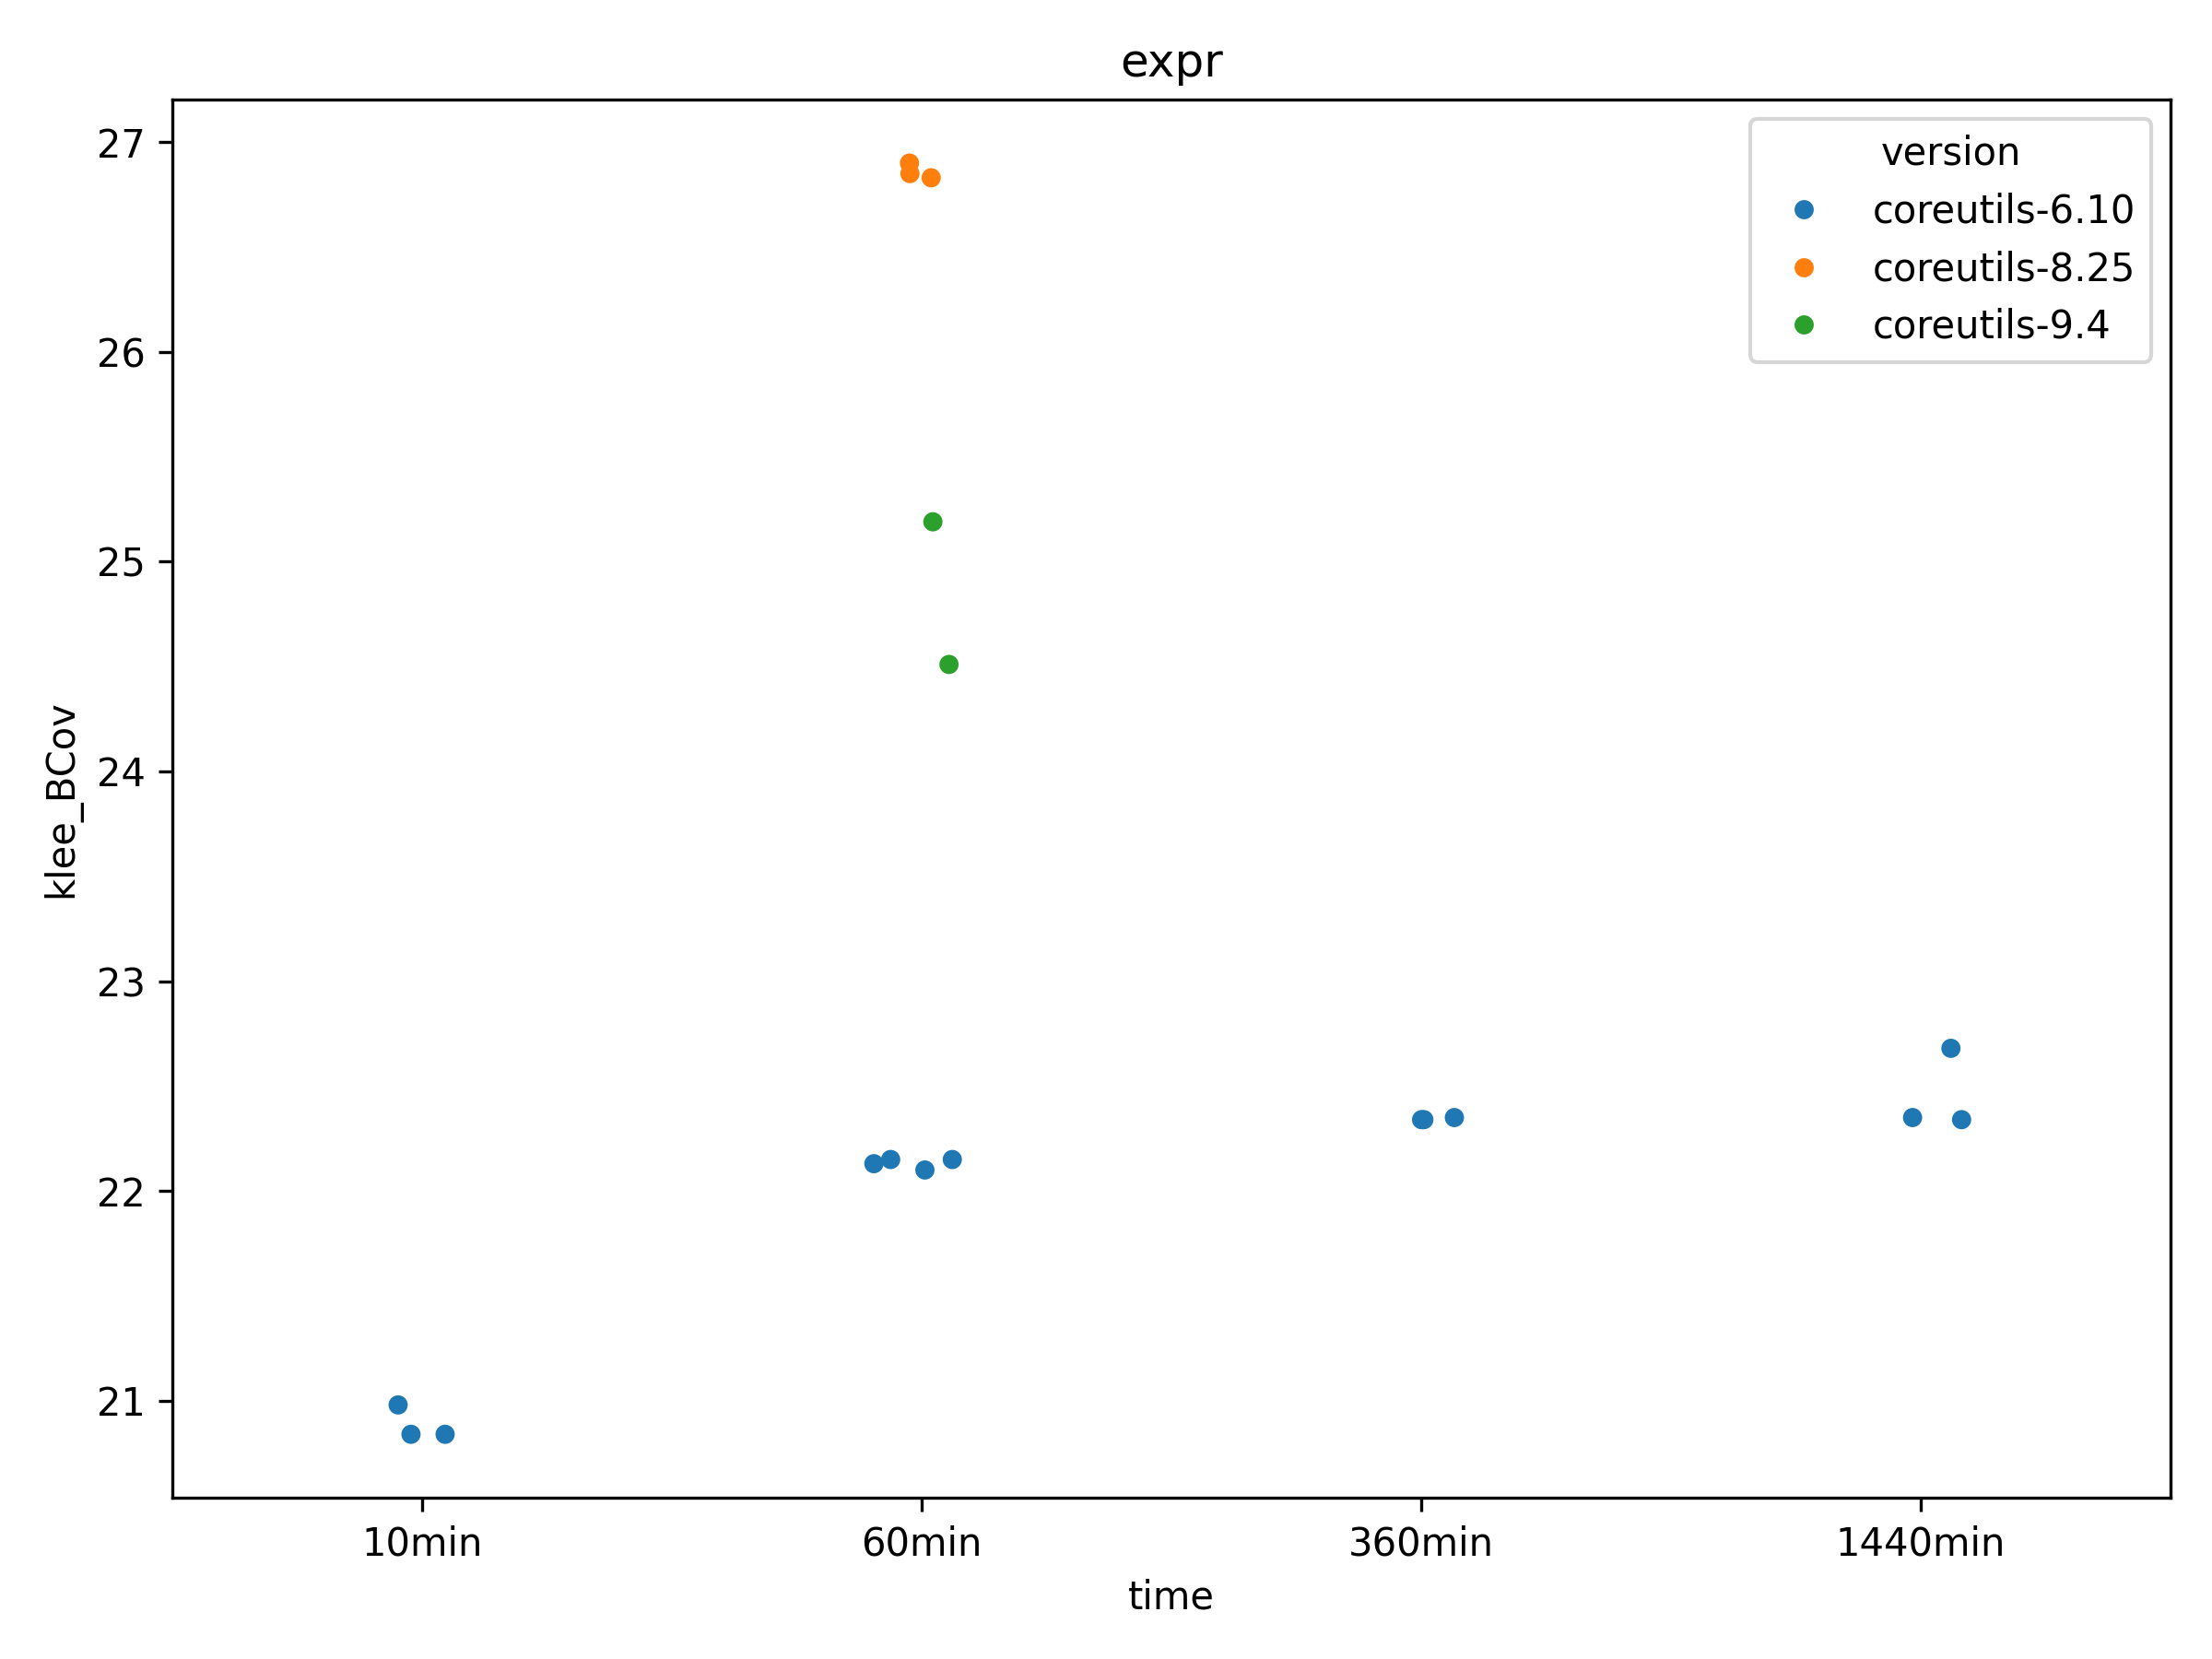 expr
version
coreutils-6.10
coreutils-8.25
coreutils-9.4
klee_BCov
27
26
25
24
23
22
21
10min
60min
360min
1440min
time